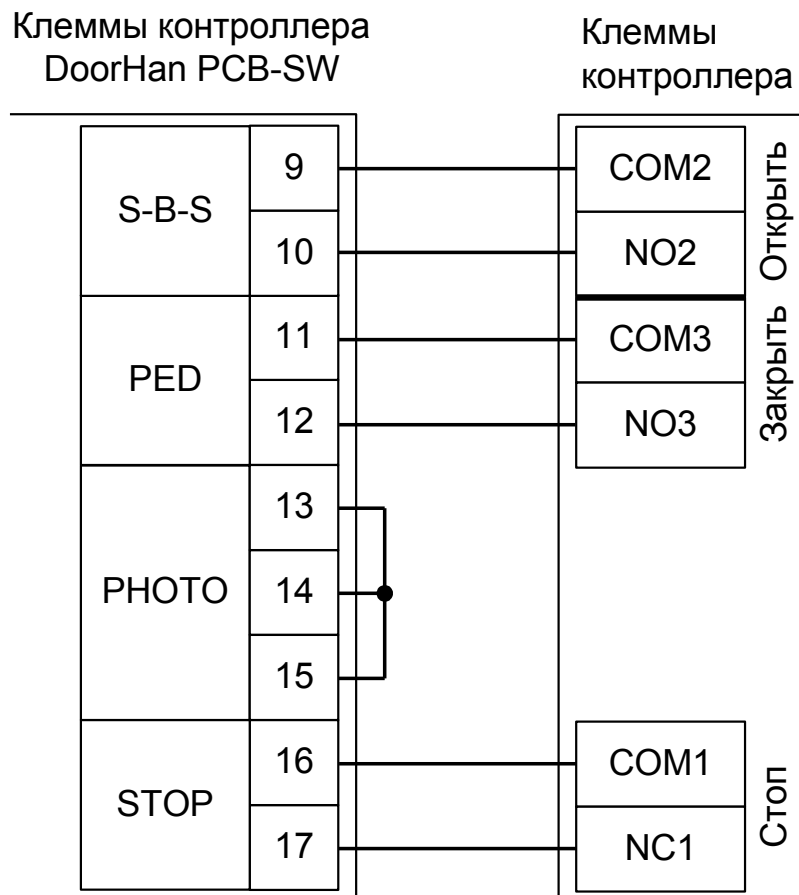 Клеммы контроллера
DoorHan PCB-SW
Клеммы
контроллера
S-B-S
9
10
COM2
NO2
Открыть
PED
11
12
COM3
NO3
Закрыть
PHOTO
13
14
15
STOP
16
17
COM1
NC1
Стоп